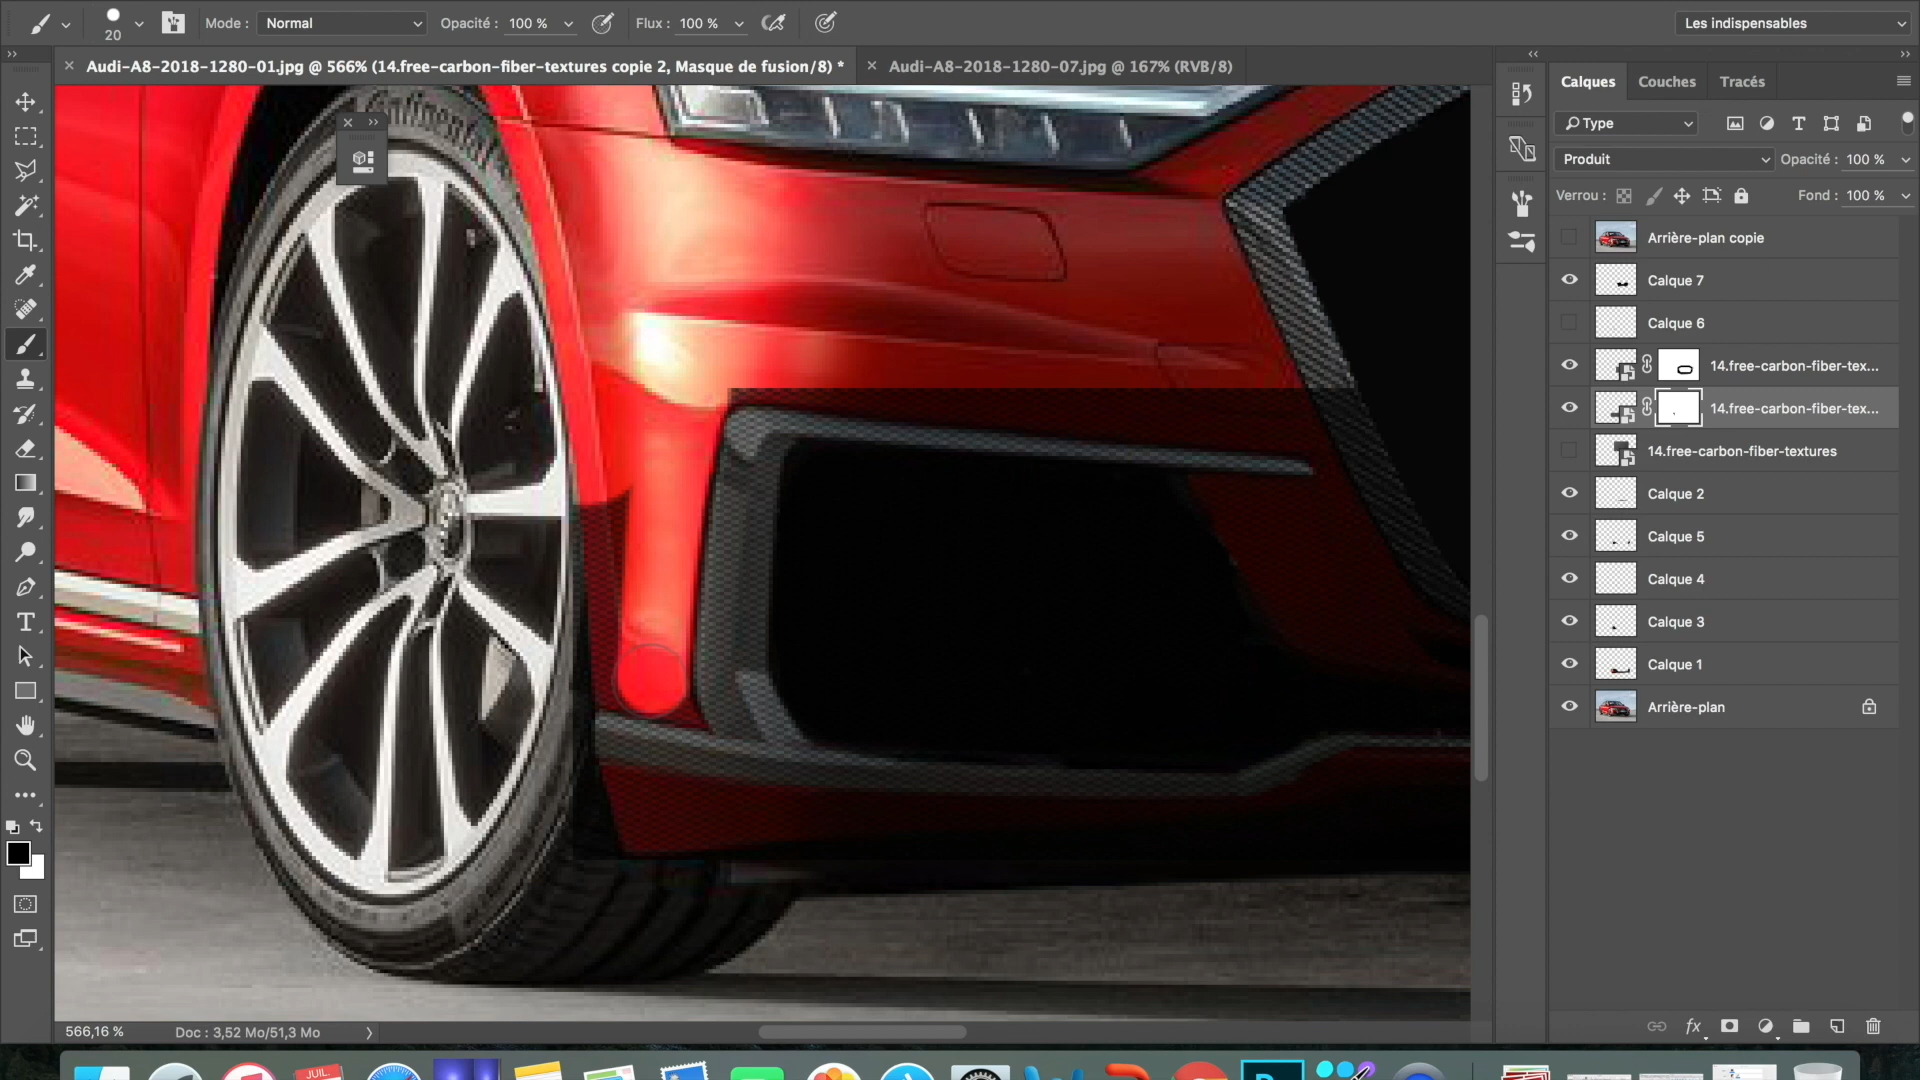 Mode :
Normal
Opacité :
100 %
Flux :
100 %
Les indispensables
20
Audi-A8-2018-1280-01.jpg @ 566% (14.free-carbon-fiber-textures copie 2, Masque de fusion/8) *
Audi-A8-2018-1280-07.jpg @ 167% (RVB/8)
Calques
Couches
Tracés
Continental
Type
Produit
Opacité :
100 %
Verrou :
Fond :
100 %
Arrière-plan copie
Calque 7
Calque 6
14.free-carbon-fiber-tex...
14.free-carbon-fiber-tex...
14.free-carbon-fiber-textures
Calque 2
Calque 5
Calque 4
Calque 3
Calque 1
Arrière-plan
566,16 %
Doc : 3,52 Mo/51,3 Mo
fx
JUIL.